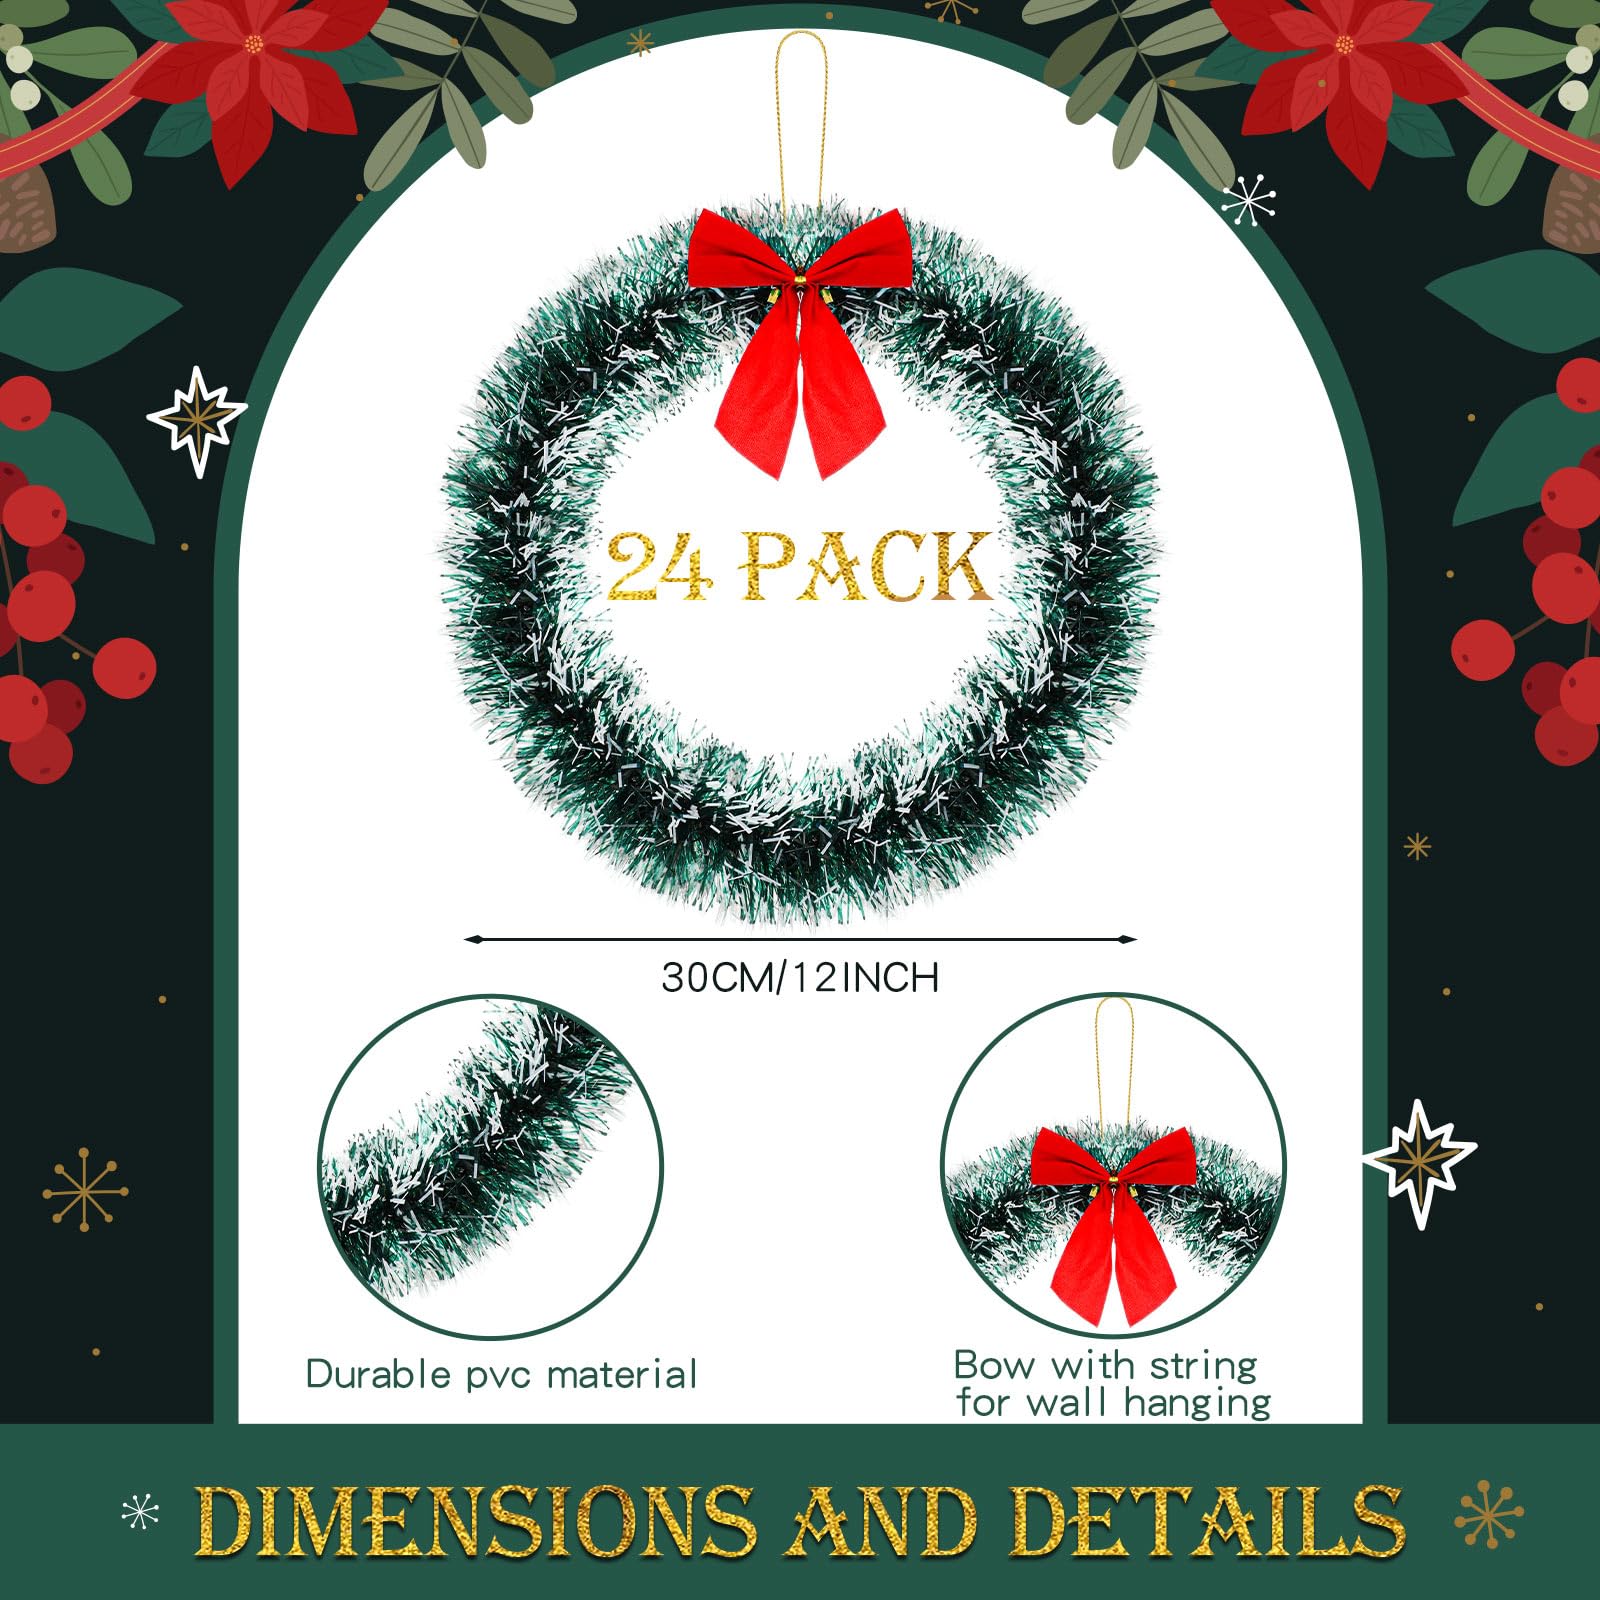 24 PACK
30CM/12INCH
Durable pvc material
Bow with string
for wall hanging
DIMENSIONS AND DETAILS